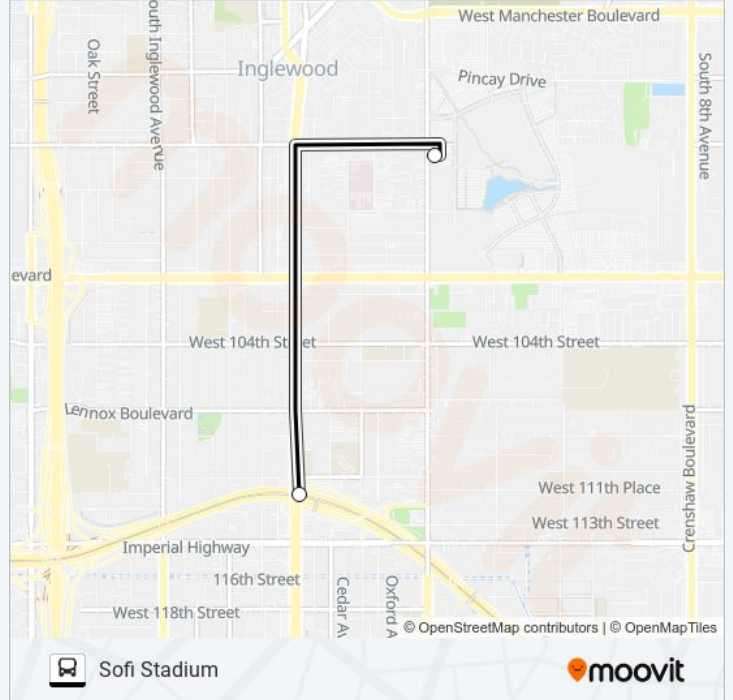 West Manchester Boulevard
Oak Street
outh Inglewood Avenue
Inglewood
Pincay Drive
South 8th Avenue
evard
West 104th Street
West 104th Street
Lennox Boulevard
Crenshaw Boulevard
West 111th Place
West 113th Street
Imperial Highway
116th Street
Cedar Av
Oxford A
West 118th Street
© OpenStreetMap contributors | © OpenMapTiles
moovit
Sofi Stadium
moovit